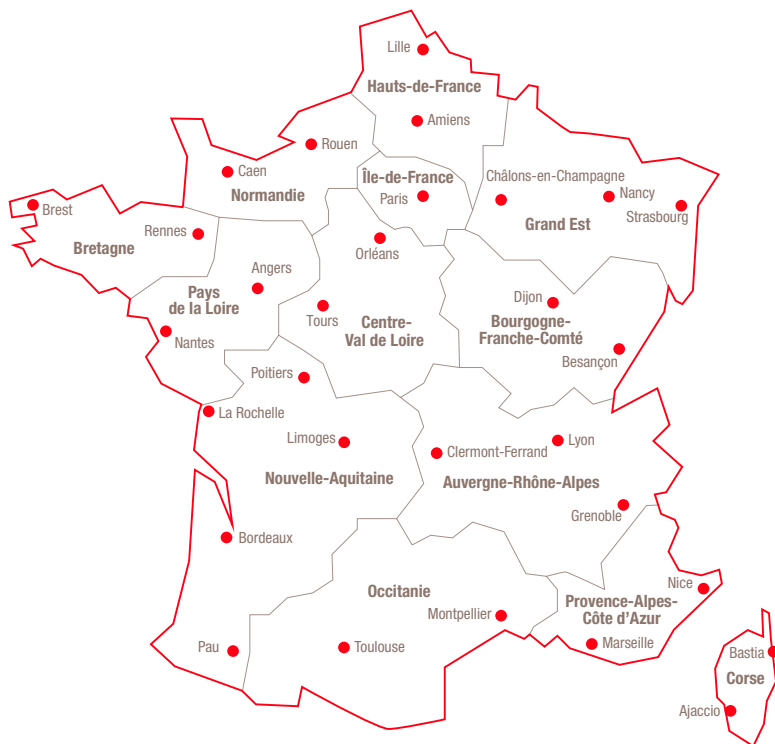 Lille
Hauts-de-France
Amiens
Rouen
Caen
Normandie
Île-de-France
Paris
Châlons-en-Champagne
Nancy
Strasbourg
Grand Est
Brest
Rennes
Bretagne
Orléans
Angers
Pays
de la Loire
Nantes
Tours
Centre-
Val de Loire
Dijon
Bourgogne-
Franche-Comté
Besançon
Poitiers
La Rochelle
Limoges
Nouvelle-Aquitaine
Clermont-Ferrand
Lyon
Auvergne-Rhône-Alpes
Grenoble
Bordeaux
Occitanie
Montpellier
Nice
Provence-Alpes-
Côte d’Azur
Marseille
Pau
Toulouse
Bastia
Corse
Ajaccio